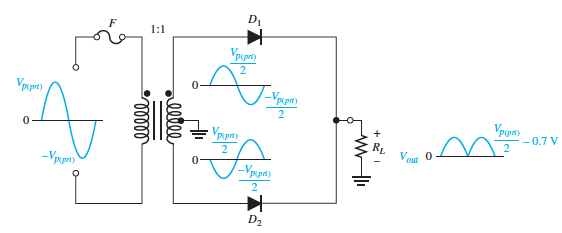 F
1:1
D1
Vp(pri)
0
–Vp(pri)
Vp(pri)
2
0
–Vp(pri)
2
Vp(pri)
2
0
–Vp(pri)
2
D2
+
RL
–
Vout 0
Vp(pri)
2
– 0.7 V